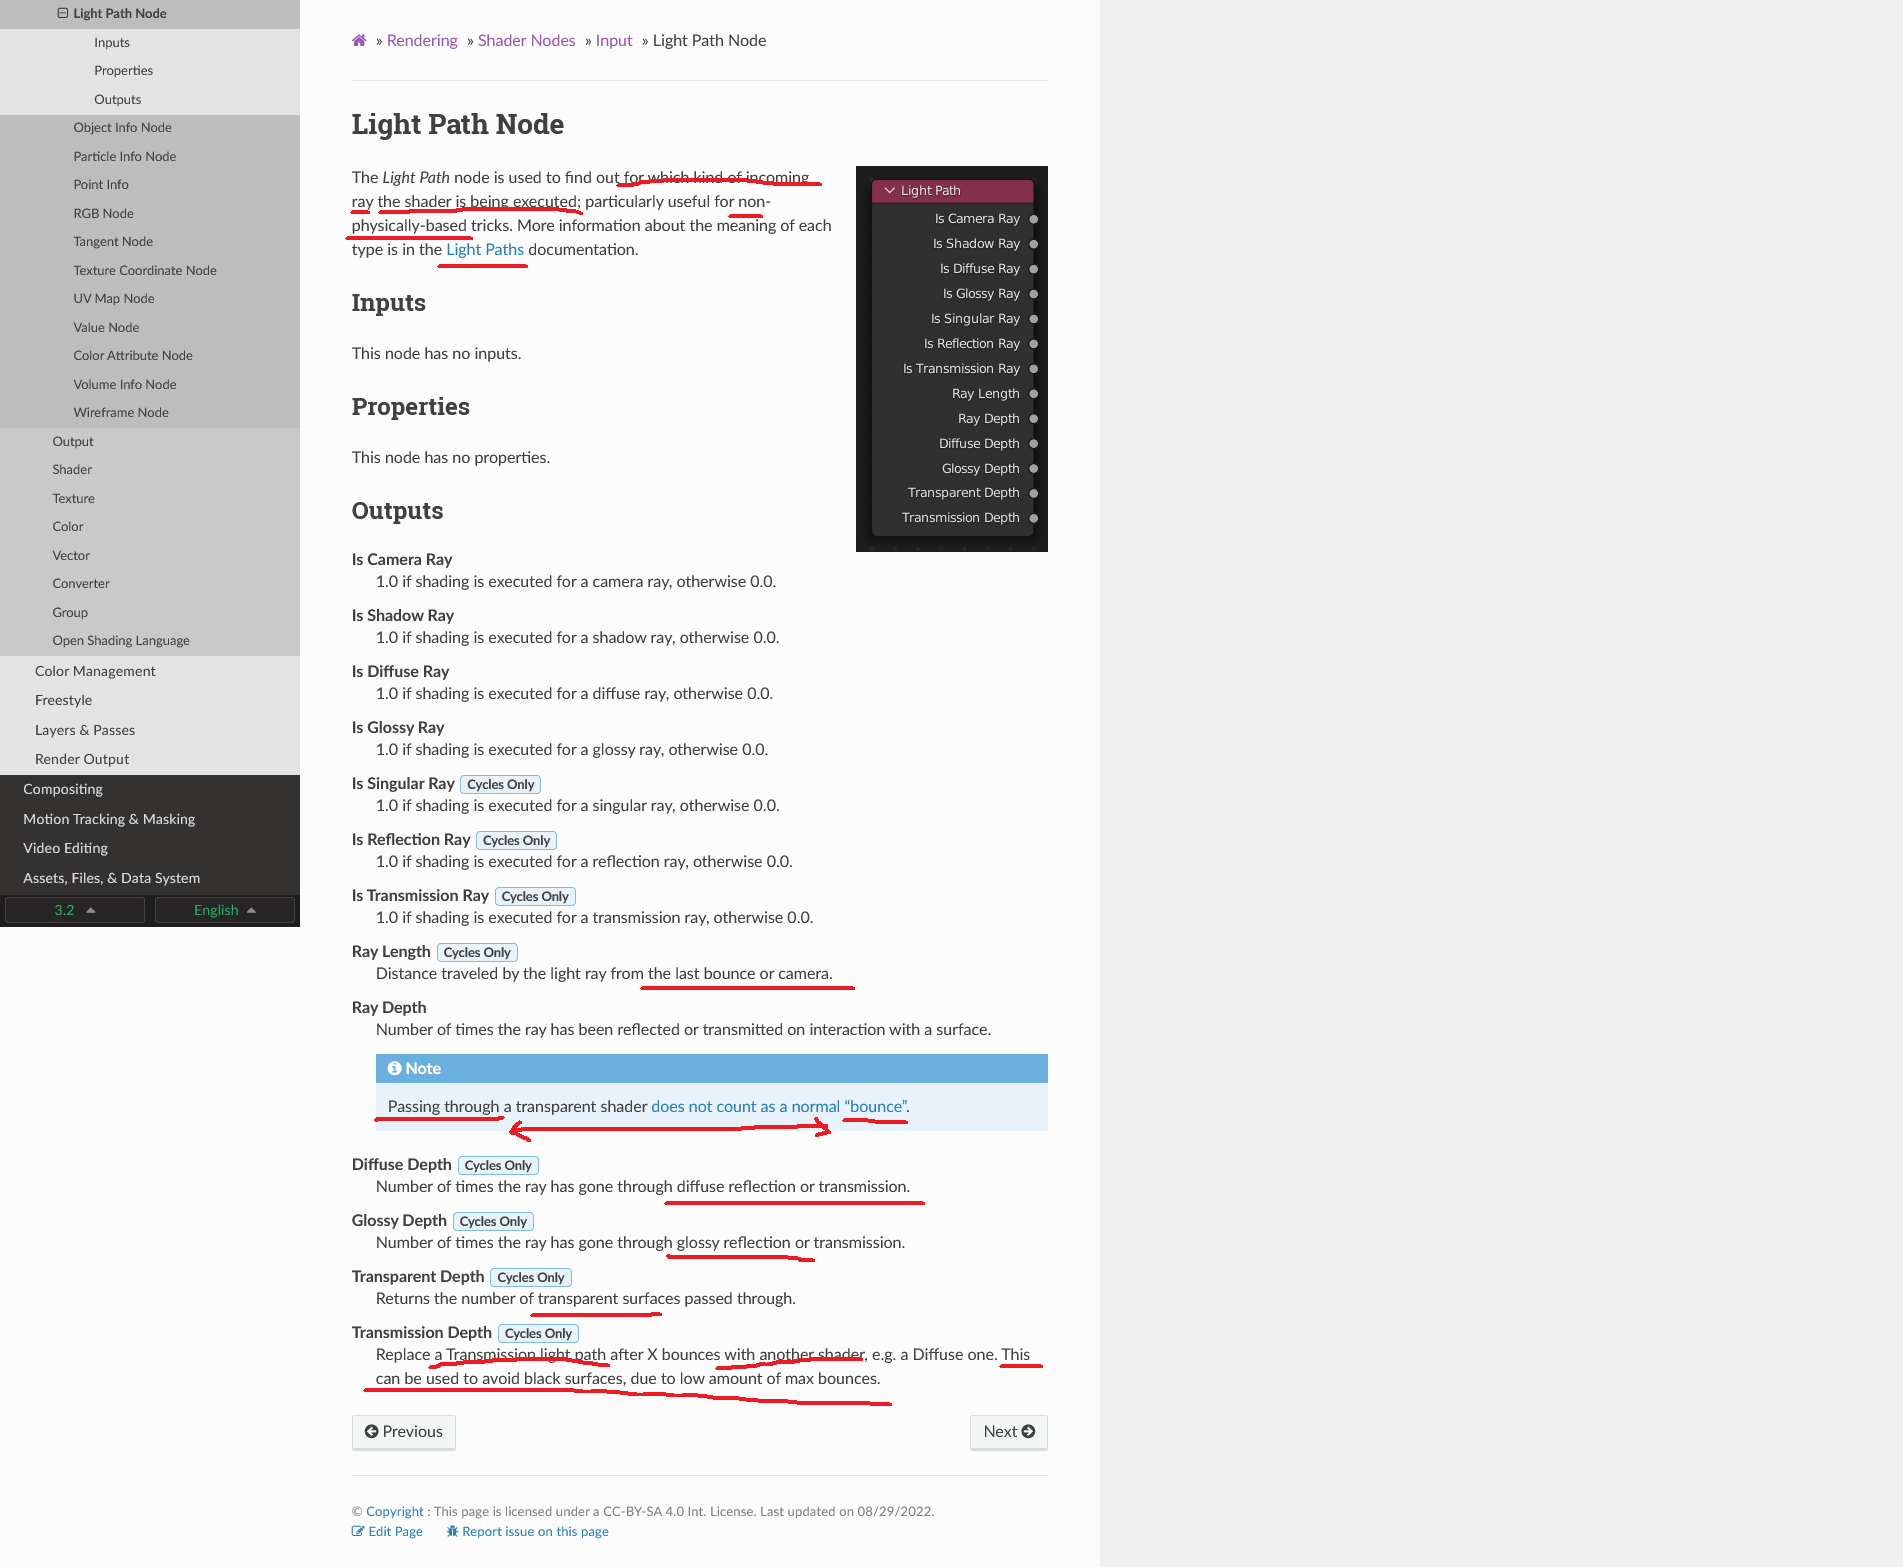 Light Path Node
Inputs
Properties
Outputs
Object Info Node
Particle Info Node
Point Info
RGB Node
Tangent Node
Texture Coordinate Node
UV Map Node
Value Node
Color Attribute Node
Volume Info Node
Wireframe Node
Output
Shader
Texture
Color
Vector
Converter
Group
Open Shading Language
Color Management
Freestyle
Layers & Passes
Render Output
Compositing
Motion Tracking & Masking
Video Editing
Assets, Files, & Data System
3.2
English
» Rendering » Shader Nodes » Input » Light Path Node
Light Path Node
The Light Path node is used to find out for which kind of incoming
ray the shader is being executed; particularly useful for non-
physically-based tricks. More information about the meaning of each
type is in the Light Paths documentation.
Light Path
Is Camera Ray
Is Shadow Ray
Is Diffuse Ray
Is Glossy Ray
Is Singular Ray
Is Reflection Ray
Is Transmission Ray
Ray Length
Ray Depth
Diffuse Depth
Glossy Depth
Transparent Depth
Transmission Depth
Inputs
This node has no inputs.
Properties
This node has no properties.
Outputs
Is Camera Ray
1.0 if shading is executed for a camera ray, otherwise 0.0.
Is Shadow Ray
1.0 if shading is executed for a shadow ray, otherwise 0.0.
Is Diffuse Ray
1.0 if shading is executed for a diffuse ray, otherwise 0.0.
Is Glossy Ray
1.0 if shading is executed for a glossy ray, otherwise 0.0.
Is Singular Ray Cycles Only
1.0 if shading is executed for a singular ray, otherwise 0.0.
Is Reflection Ray Cycles Only
1.0 if shading is executed for a reflection ray, otherwise 0.0.
Is Transmission Ray Cycles Only
1.0 if shading is executed for a transmission ray, otherwise 0.0.
Ray Length Cycles Only
Distance traveled by the light ray from the last bounce or camera.
Ray Depth
Number of times the ray has been reflected or transmitted on interaction with a surface.
Note
Passing through a transparent shader does not count as a normal “bounce”.
Diffuse Depth Cycles Only
Number of times the ray has gone through diffuse reflection or transmission.
Glossy Depth Cycles Only
Number of times the ray has gone through glossy reflection or transmission.
Transparent Depth Cycles Only
Returns the number of transparent surfaces passed through.
Transmission Depth Cycles Only
Replace a Transmission light path after X bounces with another shader, e.g. a Diffuse one. This
can be used to avoid black surfaces, due to low amount of max bounces.
Previous
Next
© Copyright : This page is licensed under a CC-BY-SA 4.0 Int. License. Last updated on 08/29/2022.
Edit Page Report issue on this page